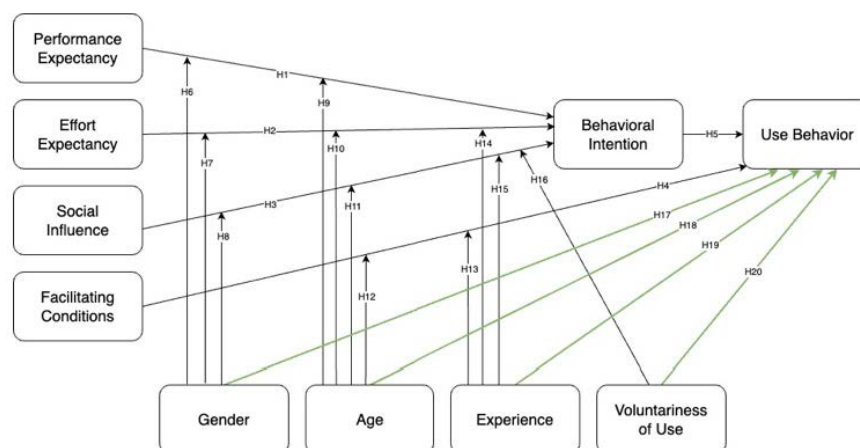 Performance
Expectancy
H1
H6
H9
Effort
Expectancy
H2
H7
H10
H14
Behavioral
Intention
H5
Use Behavior
H15
H16
H4
Social
Influence
H3
H8
H11
H17
H18
H19
H13
H20
Facilitating
Conditions
H12
Gender
Age
Experience
Voluntariness
of Use